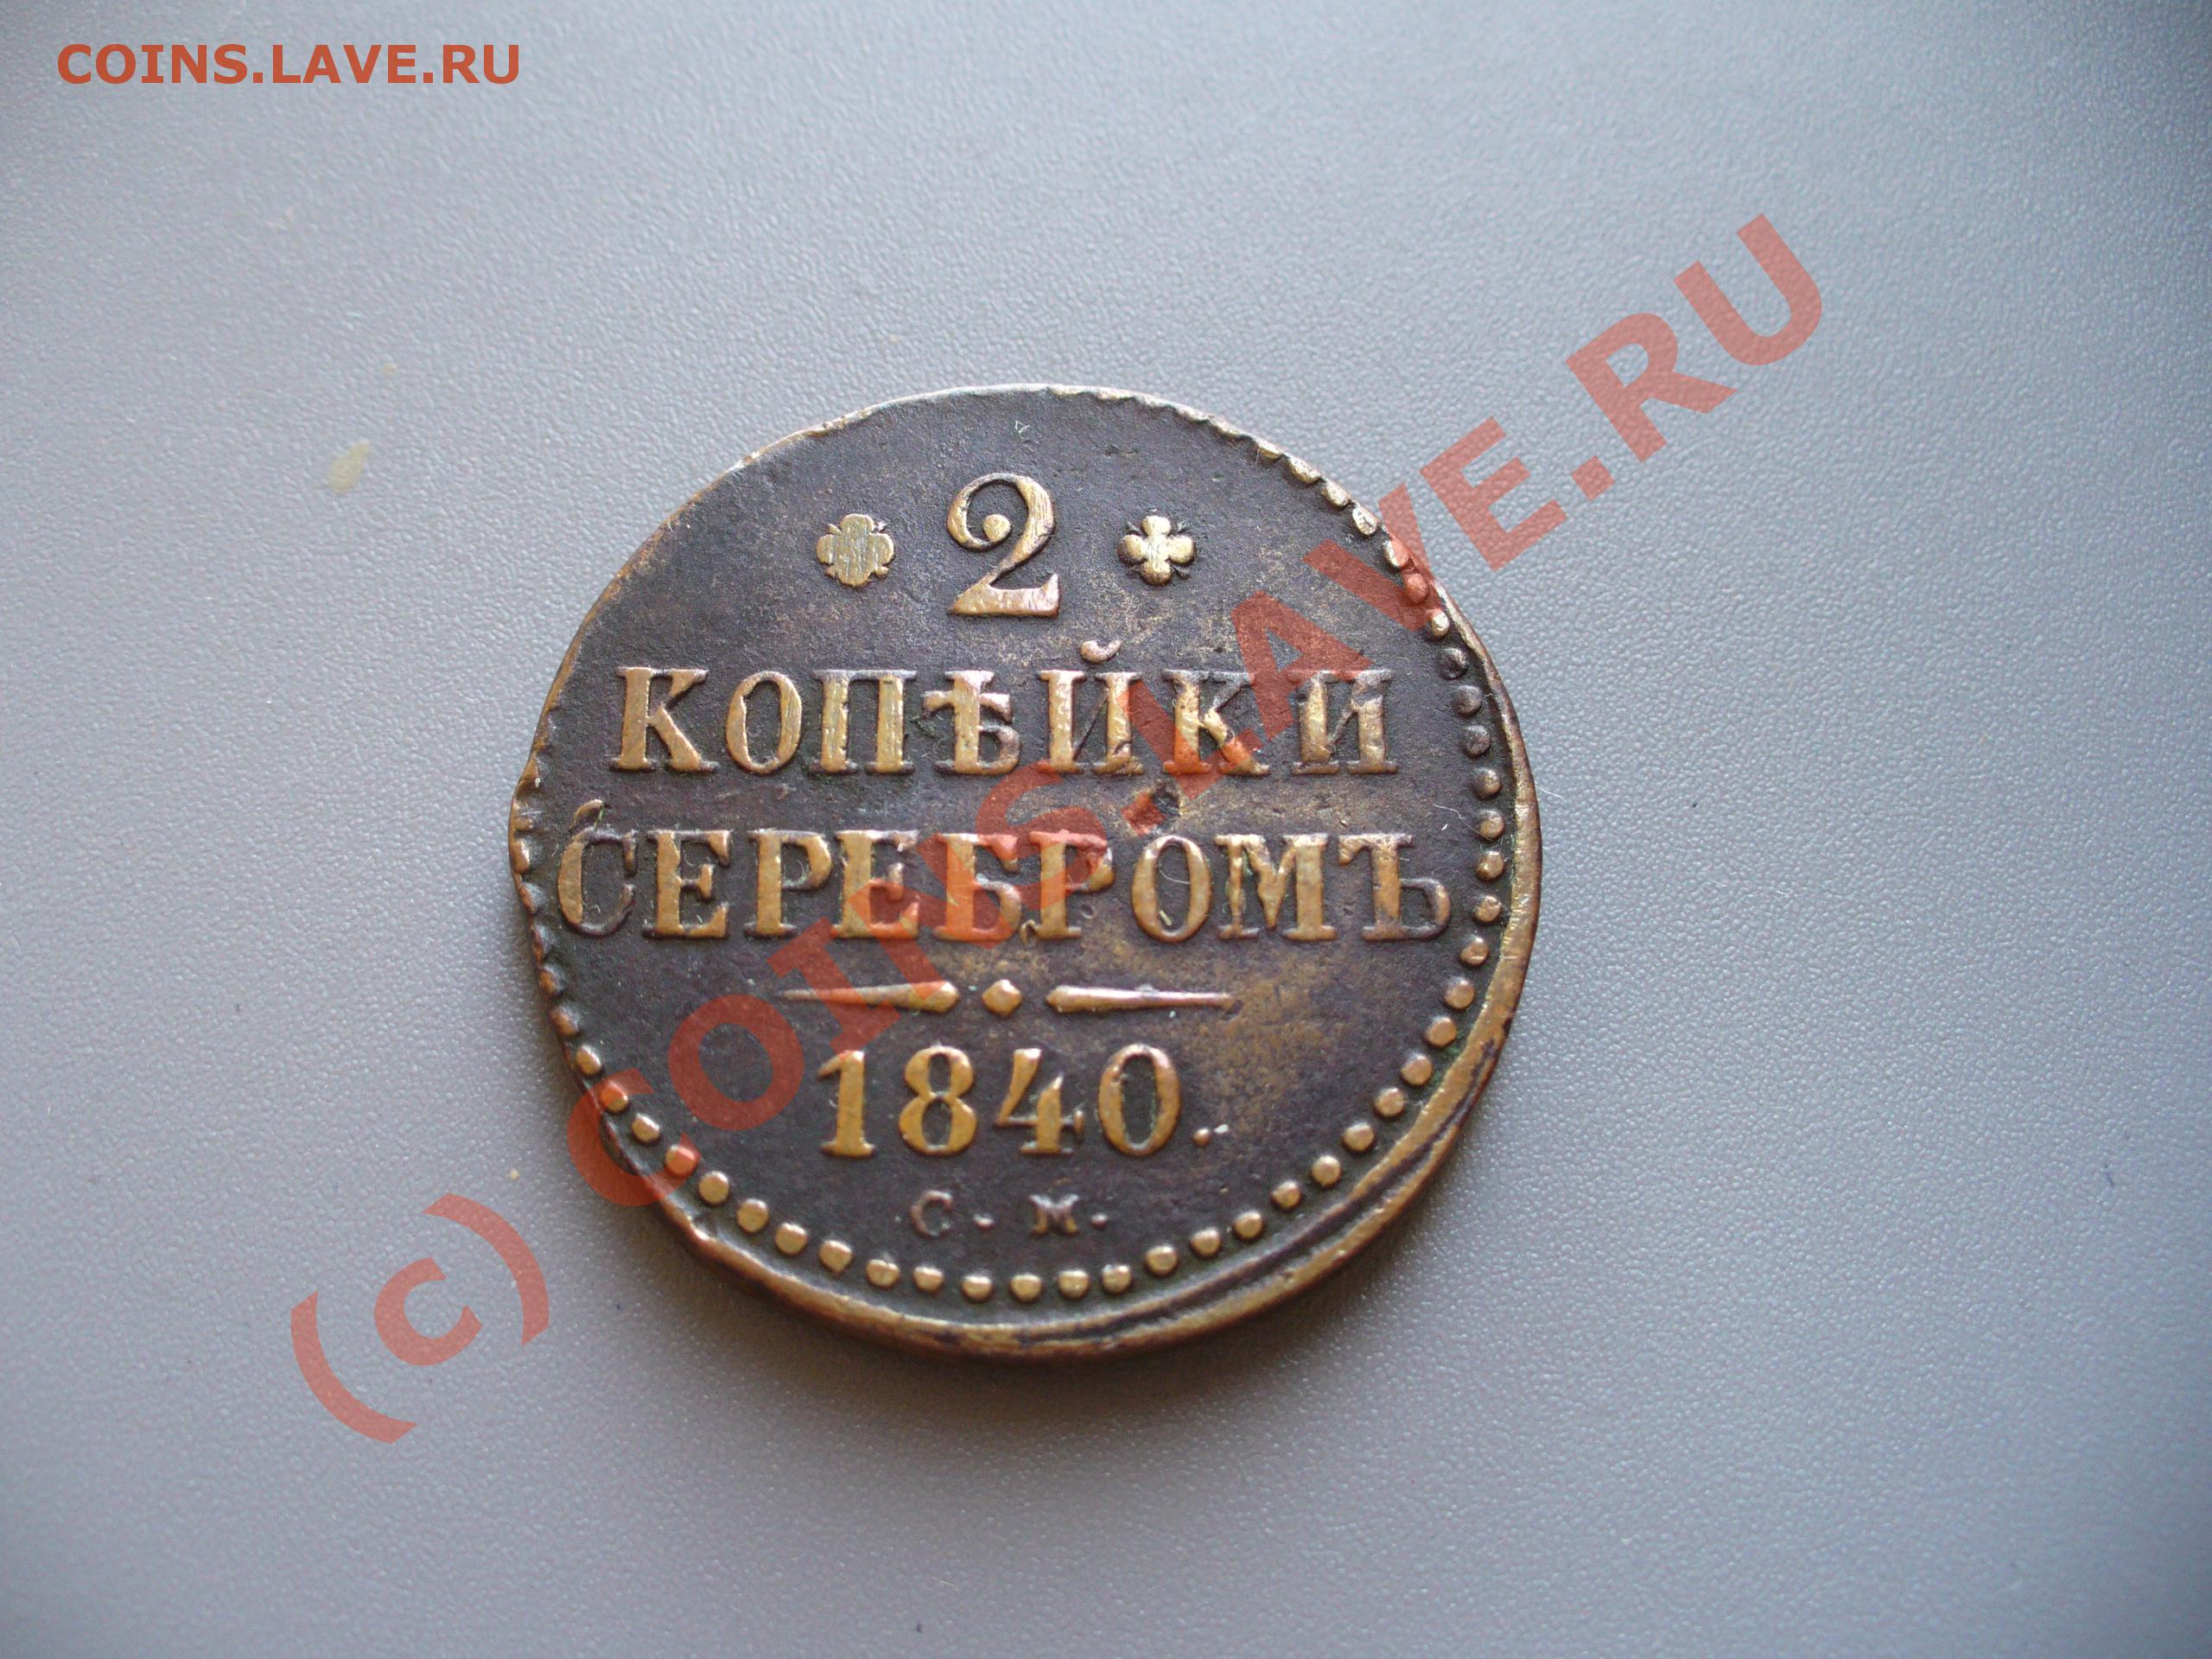 COINS.LAVE.RU
2
КОПѢЙКИ
СЕРЕБРОМЪ
1840.
С. М.
(c) COINS.LAVE.RU